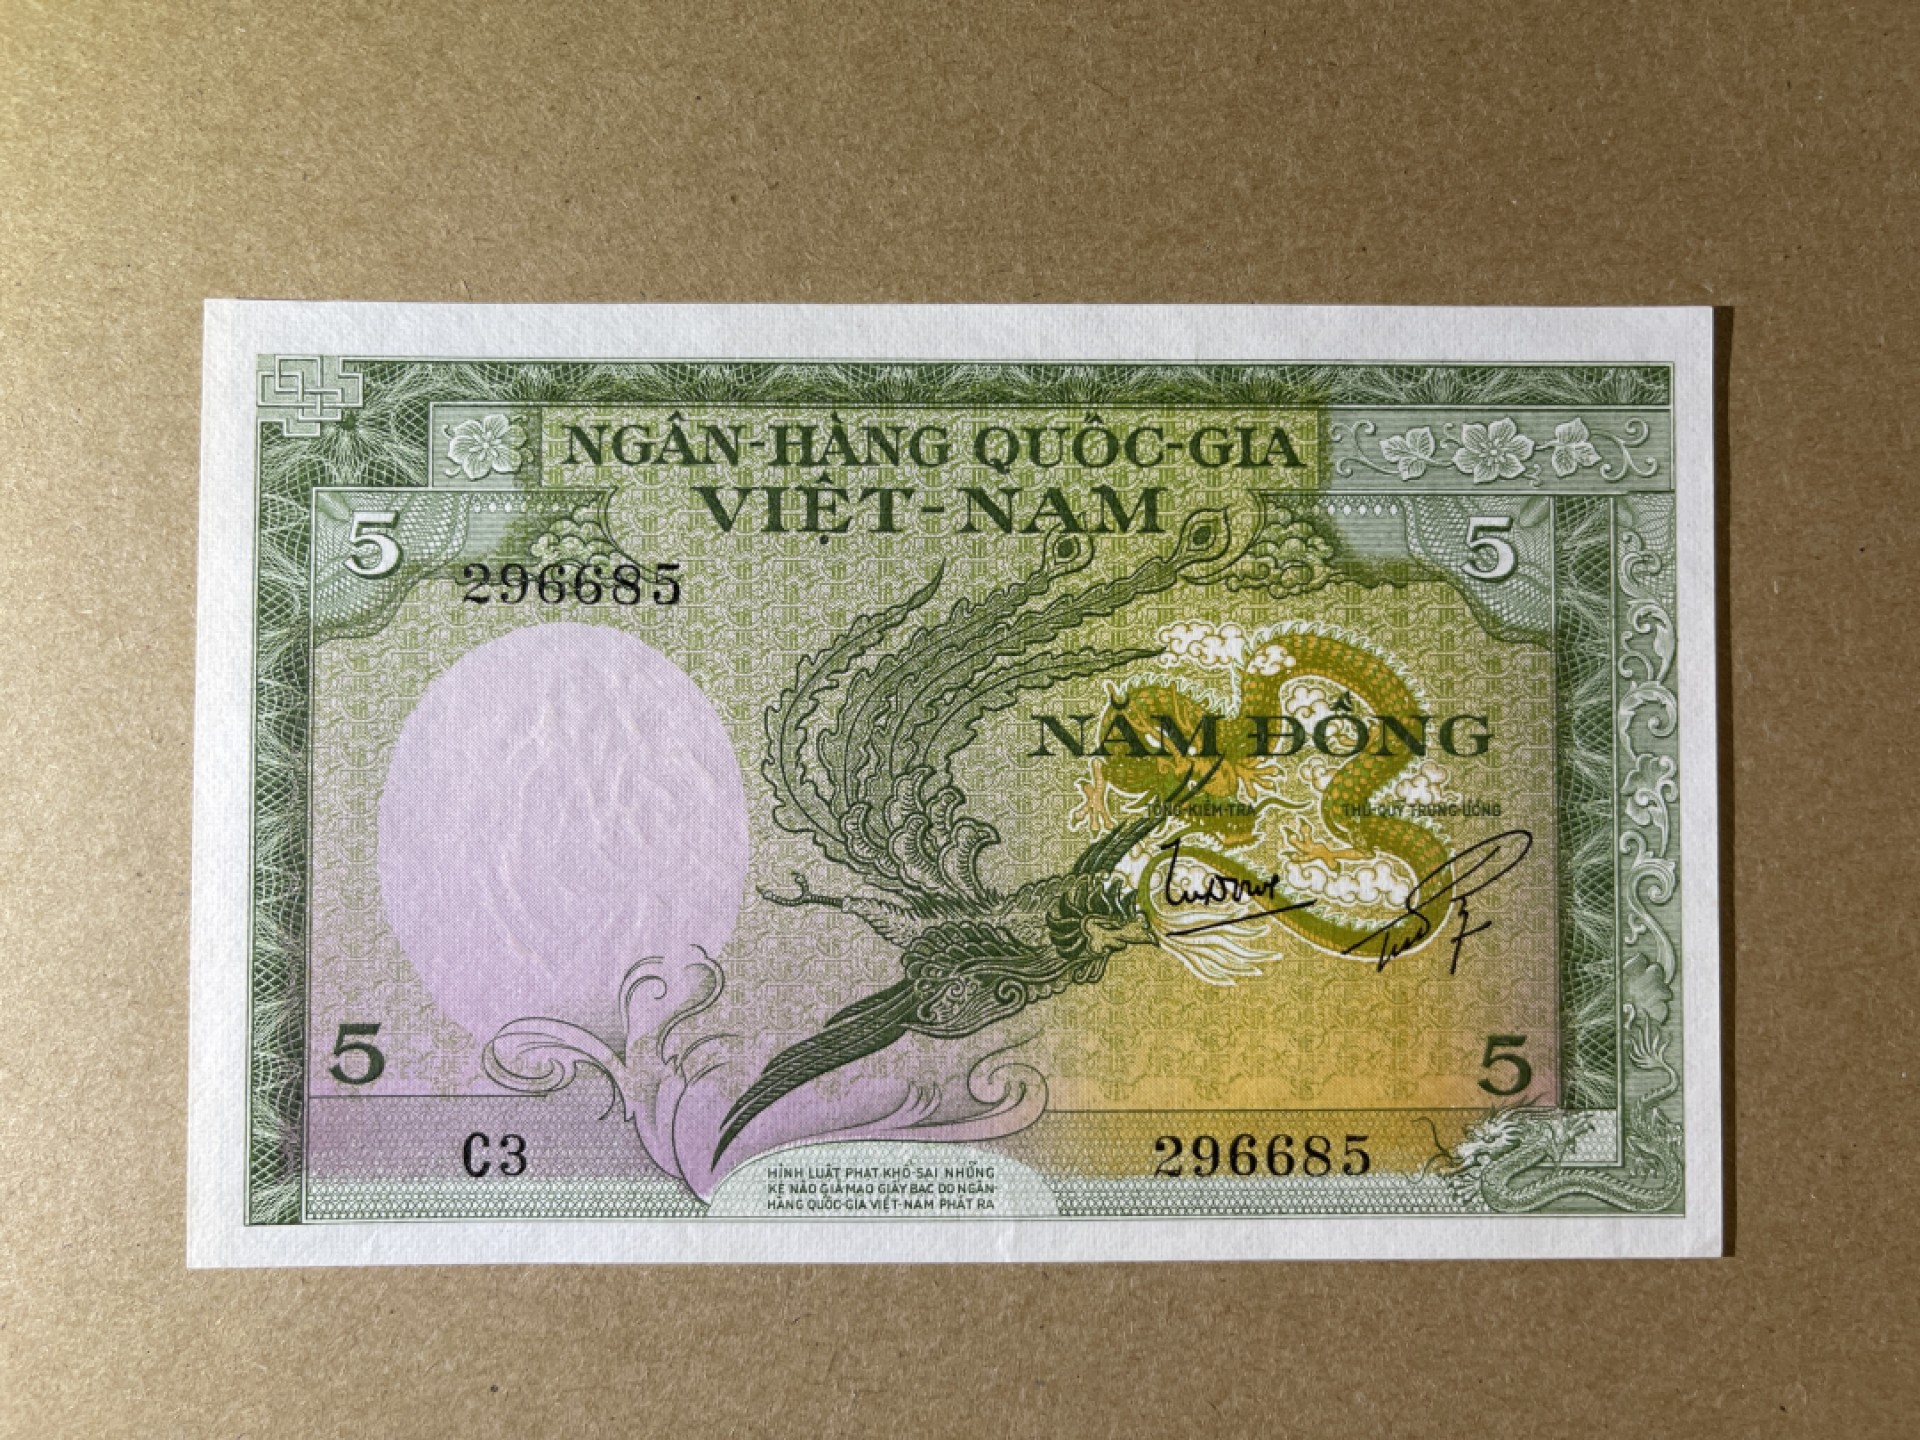 NGÂN-HÀNG QUỐC-GIA
VIỆT-NAM
5
5
296685
NĂM ĐỒNG
TỔNG-KIỂM-TRA
THỦ-QUỸ TRUNG-ƯƠNG
5
5
C3
296685
HÌNH LUẬT PHẠT KHỔ-SAI NHỮNG
KẺ NÀO GIẢ MẠO GIẤY BẠC DO NGÂN-
HÀNG QUỐC-GIA VIỆT-NAM PHÁT RA